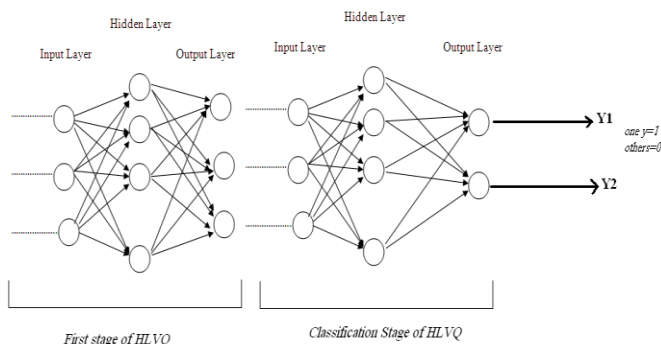 Hidden Layer
Input Layer
Output Layer
Hidden Layer
Input Layer
Output Layer
Y1
one y=1
others=0
Y2
First stage of HLVQ
Classification Stage of HLVQ